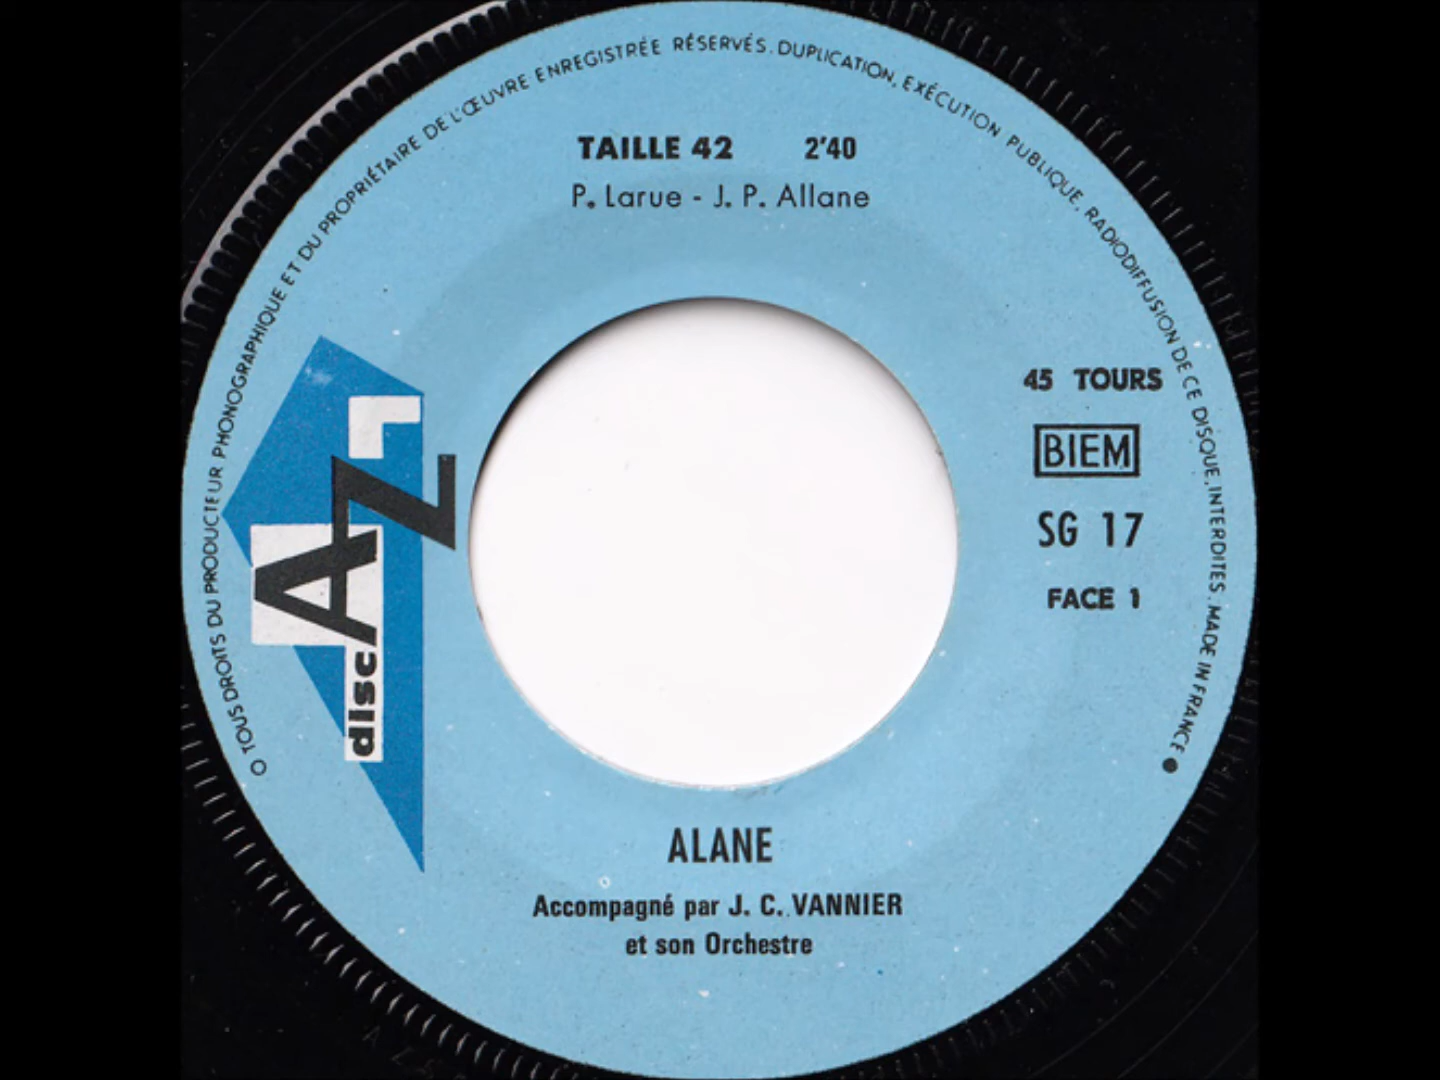 O TOUS DROITS DU PRODUCTEUR PHONOGRAPHIQUE ET DU PROPRIÉTAIRE DE L'ŒUVRE ENREGISTRÉE RÉSERVÉS. DUPLICATION, EXÉCUTION PUBLIQUE, RADIODIFFUSION DE CE DISQUE, INTERDITES. MADE IN FRANCE ●
TAILLE 42 2'40
P. Larue - J. P. Allane
disc AZ
45 TOURS
BIEM
SG 17
FACE 1
ALANE
Accompagné par J. C. VANNIER
et son Orchestre